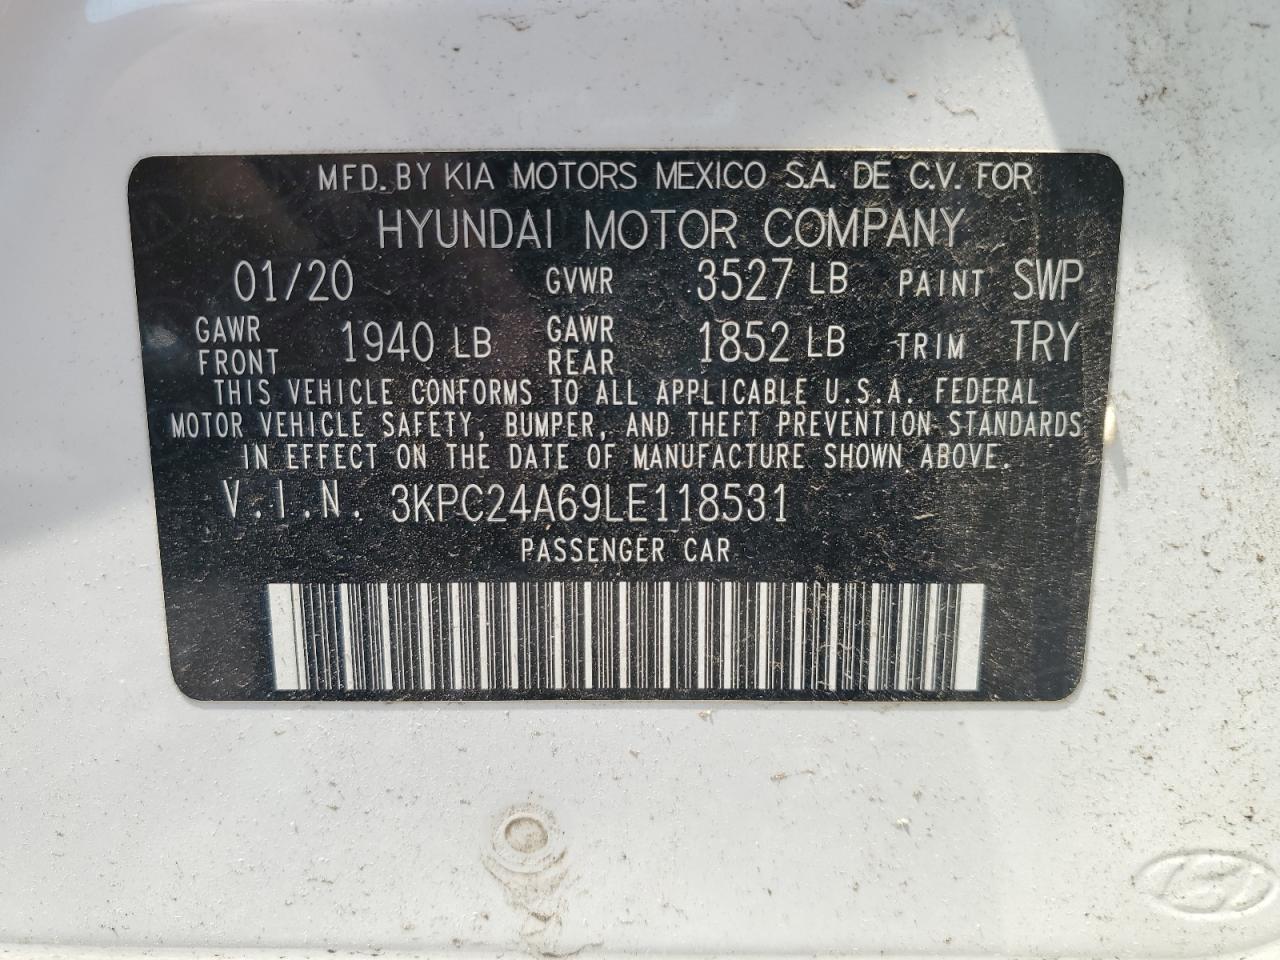 MFD. BY KIA MOTORS MEXICO S.A. DE C.V. FOR
HYUNDAI MOTOR COMPANY
01/20 GVWR 3527 LB PAINT SWP
GAWR FRONT 1940 LB GAWR REAR 1852 LB TRIM TRY
THIS VEHICLE CONFORMS TO ALL APPLICABLE U.S.A. FEDERAL
MOTOR VEHICLE SAFETY, BUMPER, AND THEFT PREVENTION STANDARDS
IN EFFECT ON THE DATE OF MANUFACTURE SHOWN ABOVE.
V.I.N. 3KPC24A69LE118531
PASSENGER CAR